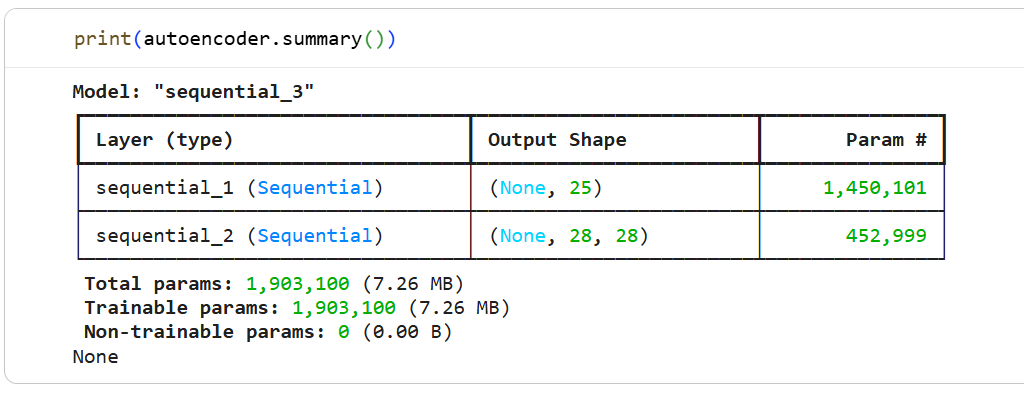 print(autoencoder.summary())
Model: "sequential_3"
Layer (type) Output Shape Param #
sequential_1 (Sequential) (None, 25) 1,450,101
sequential_2 (Sequential) (None, 28, 28) 452,999
Total params: 1,903,100 (7.26 MB)
Trainable params: 1,903,100 (7.26 MB)
Non-trainable params: 0 (0.00 B)
None